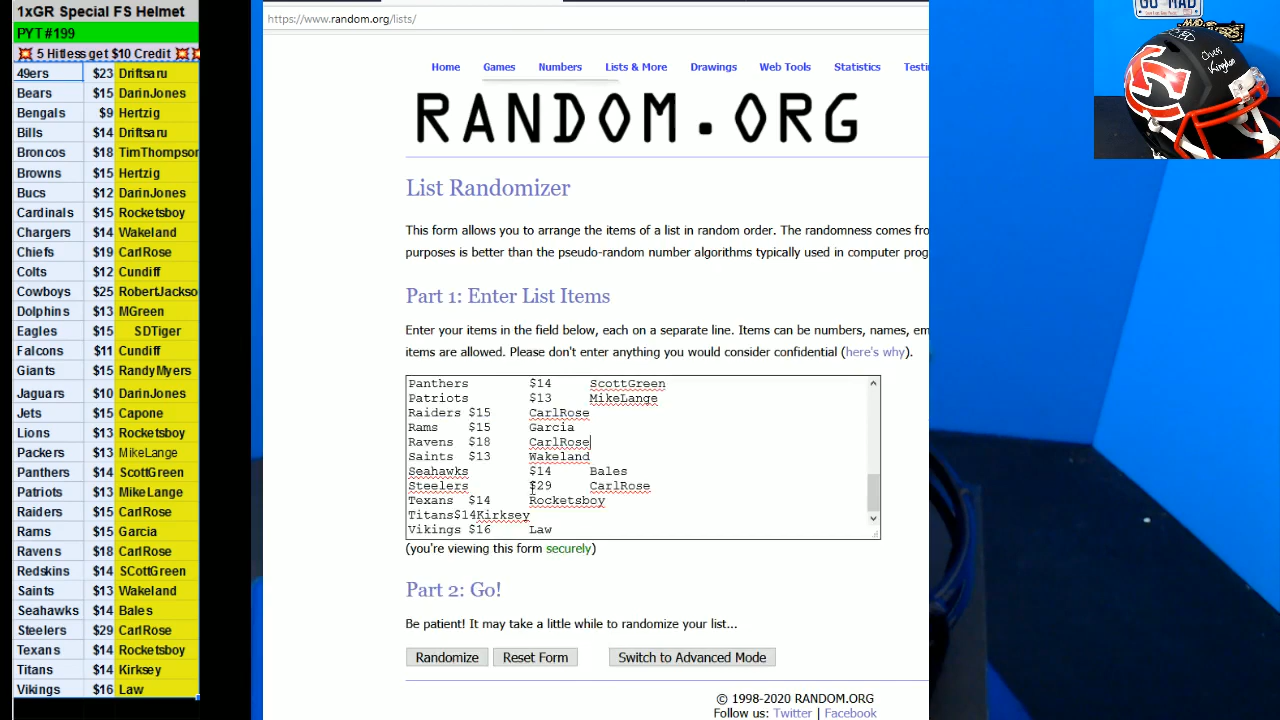 1xGR Special FS Helmet
PYT #199
5 Hitless get $10 Credit
49ers $23 Driftsaru
Bears $15 DarinJones
Bengals $9 Hertzig
Bills $14 Driftsaru
Broncos $18 TimThompson
Browns $15 Hertzig
Bucs $12 DarinJones
Cardinals $15 Rocketsboy
Chargers $14 Wakeland
Chiefs $19 CarlRose
Colts $12 Cundiff
Cowboys $25 RobertJackso
Dolphins $13 MGreen
Eagles $15 SDTiger
Falcons $11 Cundiff
Giants $15 RandyMyers
Jaguars $10 DarinJones
Jets $15 Capone
Lions $13 Rocketsboy
Packers $13 MikeLange
Panthers $14 ScottGreen
Patriots $13 MikeLange
Raiders $15 CarlRose
Rams $15 Garcia
Ravens $18 CarlRose
Redskins $14 SCottGreen
Saints $13 Wakeland
Seahawks $14 Bales
Steelers $29 CarlRose
Texans $14 Rocketsboy
Titans $14 Kirksey
Vikings $16 Law
https://www.random.org/lists/
Home Games Numbers Lists & More Drawings Web Tools Statistics Testi
RANDOM.ORG
List Randomizer
This form allows you to arrange the items of a list in random order. The randomness comes fro
purposes is better than the pseudo-random number algorithms typically used in computer prog
Part 1: Enter List Items
Enter your items in the field below, each on a separate line. Items can be numbers, names, em
items are allowed. Please don't enter anything you would consider confidential (here's why).
Panthers $14 ScottGreen
Patriots $13 MikeLange
Raiders $15 CarlRose
Rams $15 Garcia
Ravens $18 CarlRose
Saints $13 Wakeland
Seahawks $14 Bales
Steelers $29 CarlRose
Texans $14 Rocketsboy
Titans$14Kirksey
Vikings $16 Law
(you're viewing this form securely)
Part 2: Go!
Be patient! It may take a little while to randomize your list...
Randomize Reset Form Switch to Advanced Mode
© 1998-2020 RANDOM.ORG
Follow us: Twitter | Facebook
GO MAD